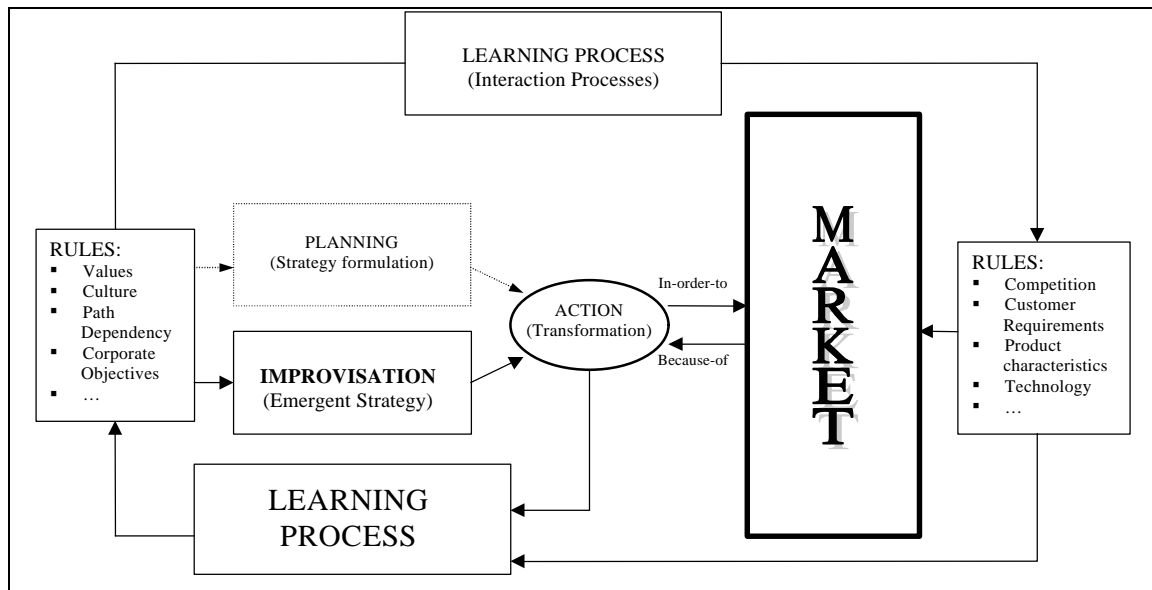 LEARNING PROCESS
(Interaction Processes)
RULES:
▪ Values
▪ Culture
▪ Path
Dependency
▪ Corporate
Objectives
▪ …
PLANNING
(Strategy formulation)
IMPROVISATION
(Emergent Strategy)
ACTION
(Transformation)
In-order-to
Because-of
MARKET
RULES:
▪ Competition
▪ Customer
Requirements
▪ Product
characteristics
▪ Technology
▪ …
LEARNING
PROCESS